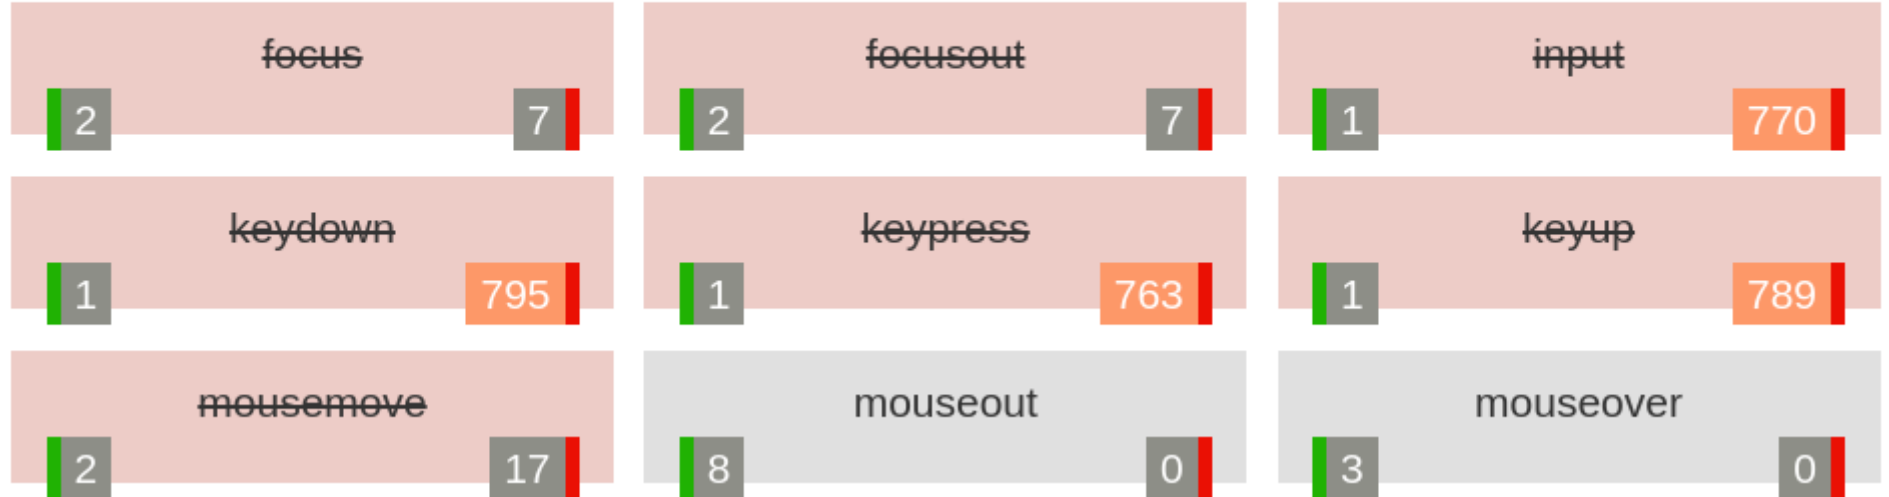 focus focusout input
2 7 2 7 1 770
keydown keypress keyup
1 795 1 763 1 789
mousemove mouseout mouseover
2 17 8 0 3 0